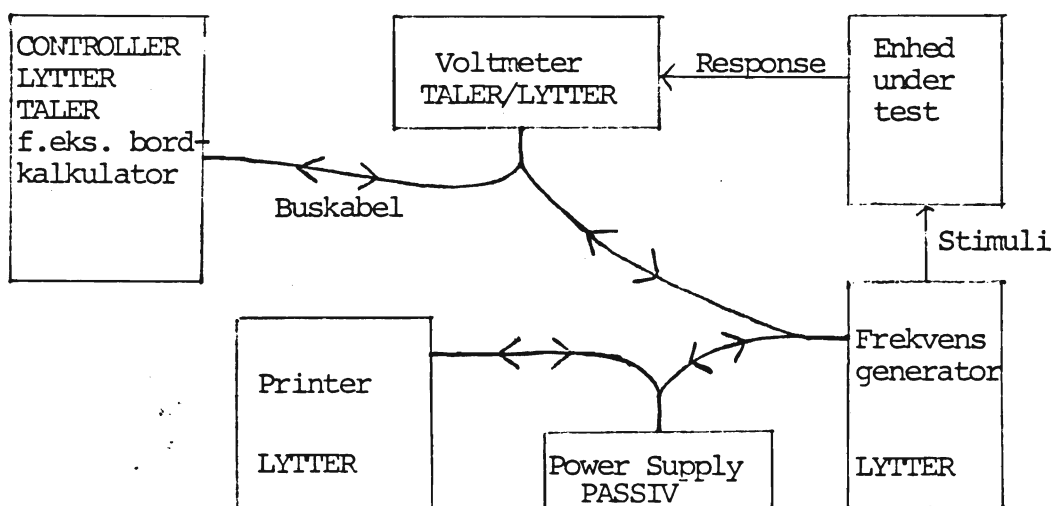 CONTROLLER
LYTTER
TALER
f.eks. bord-
kalkulator
Voltmeter
TALER/LYTTER
Response
Enhed
under
test
Buskabel
Stimuli
Printer
LYTTER
Power Supply
PASSIV
Frekvens
generator
LYTTER